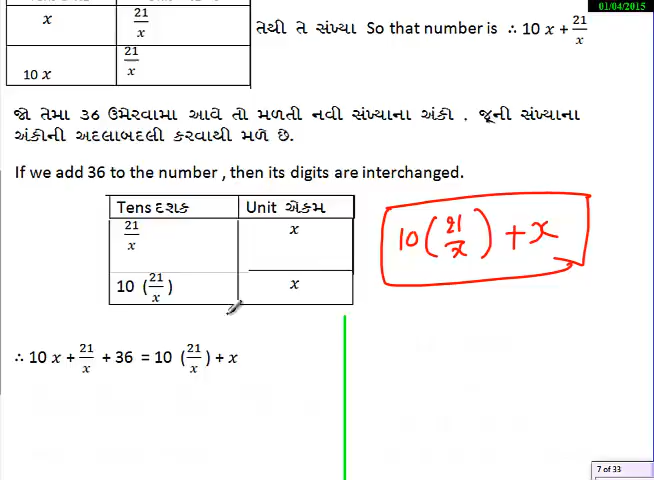 01/04/2015
x 21/x
તેથી તે સંખ્યા So that number is ∴ 10 x + 21/x
10 x 21/x
જો તેમા 36 ઉમેરવામા આવે તો મળતી નવી સંખ્યાના અંકો . જૂની સંખ્યાના
અંકોની અદલાબદલી કરવાથી મળે છે.
If we add 36 to the number , then its digits are interchanged.
Tens દશક Unit એકમ
21/x x
10 (21/x) + x
10 (21/x) x
∴ 10 x + 21/x + 36 = 10 (21/x) + x
7 of 33